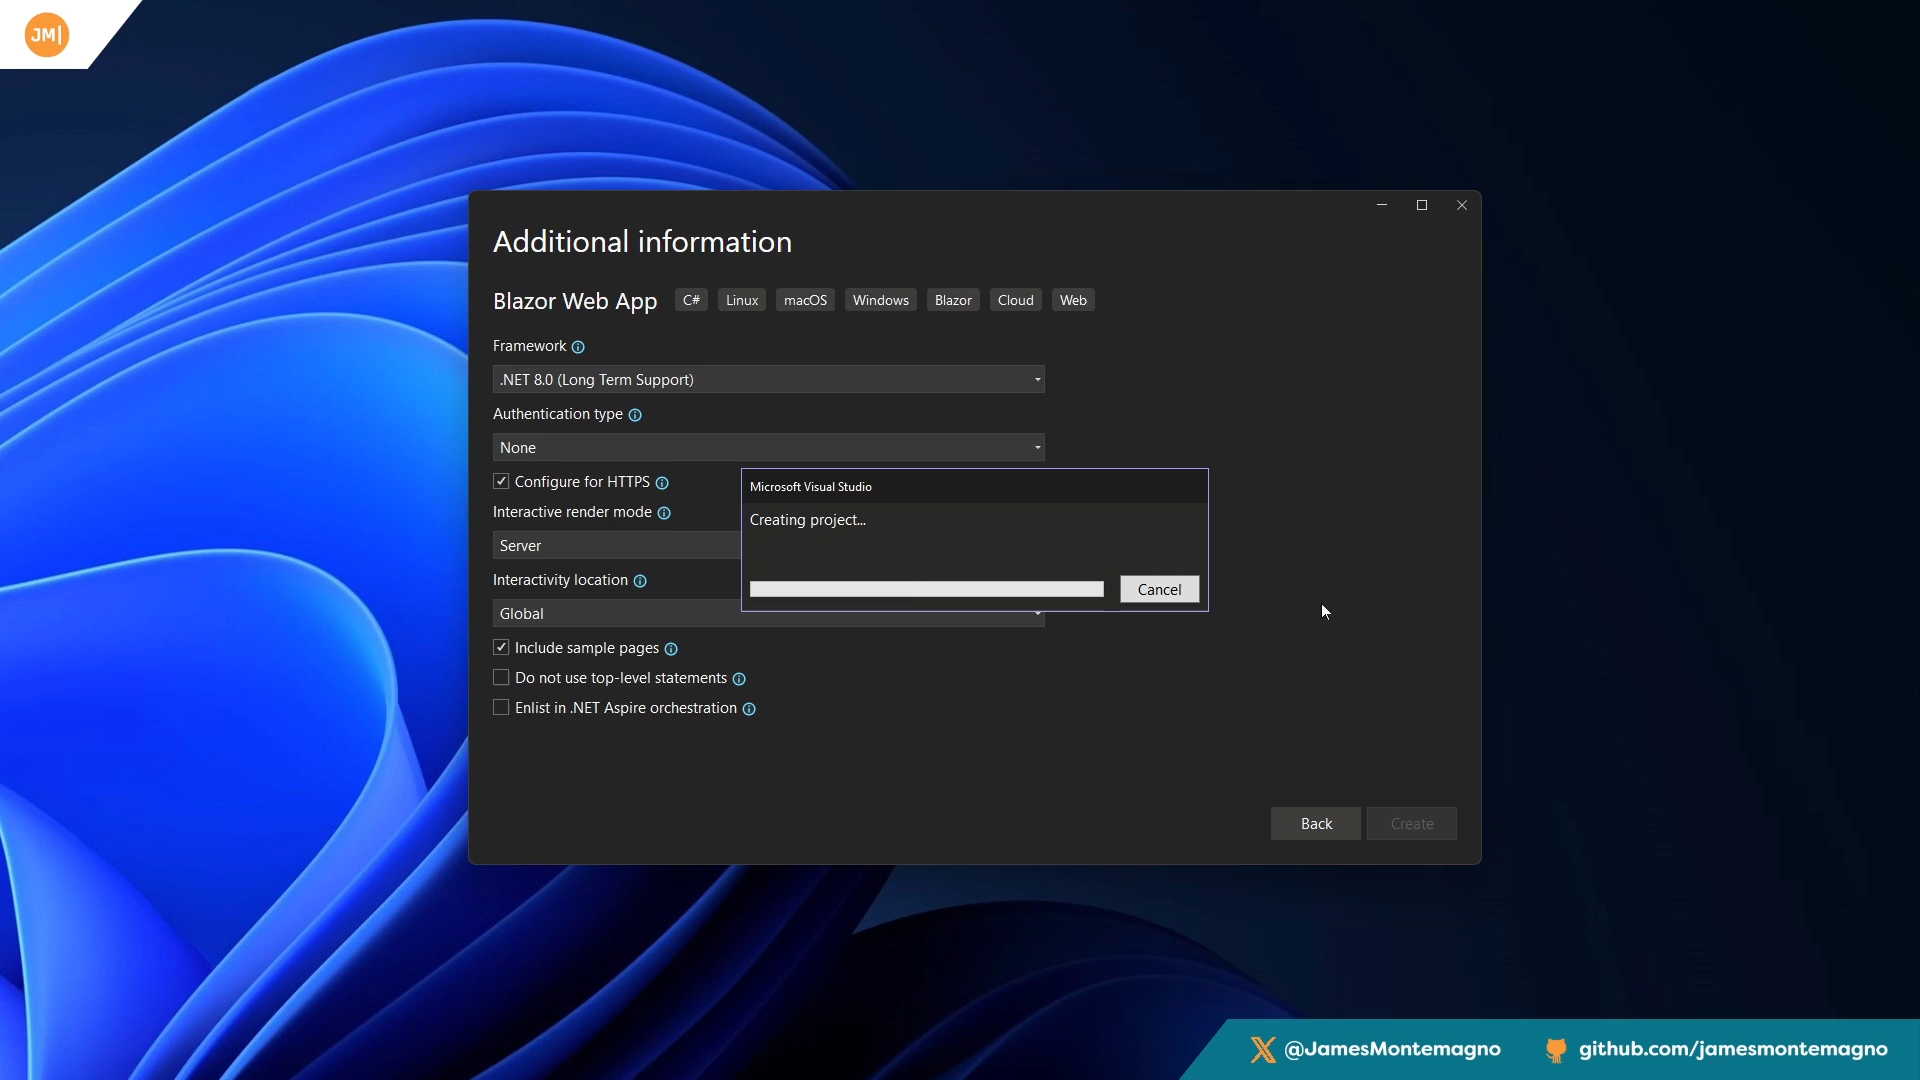 JM|
Additional information
Blazor Web App C# Linux macOS Windows Blazor Cloud Web
Framework
.NET 8.0 (Long Term Support)
Authentication type
None
Configure for HTTPS
Microsoft Visual Studio
Interactive render mode
Creating project...
Server
Interactivity location
Cancel
Global
Include sample pages
Do not use top-level statements
Enlist in .NET Aspire orchestration
Back Create
@JamesMontemagno github.com/jamesmontemagno